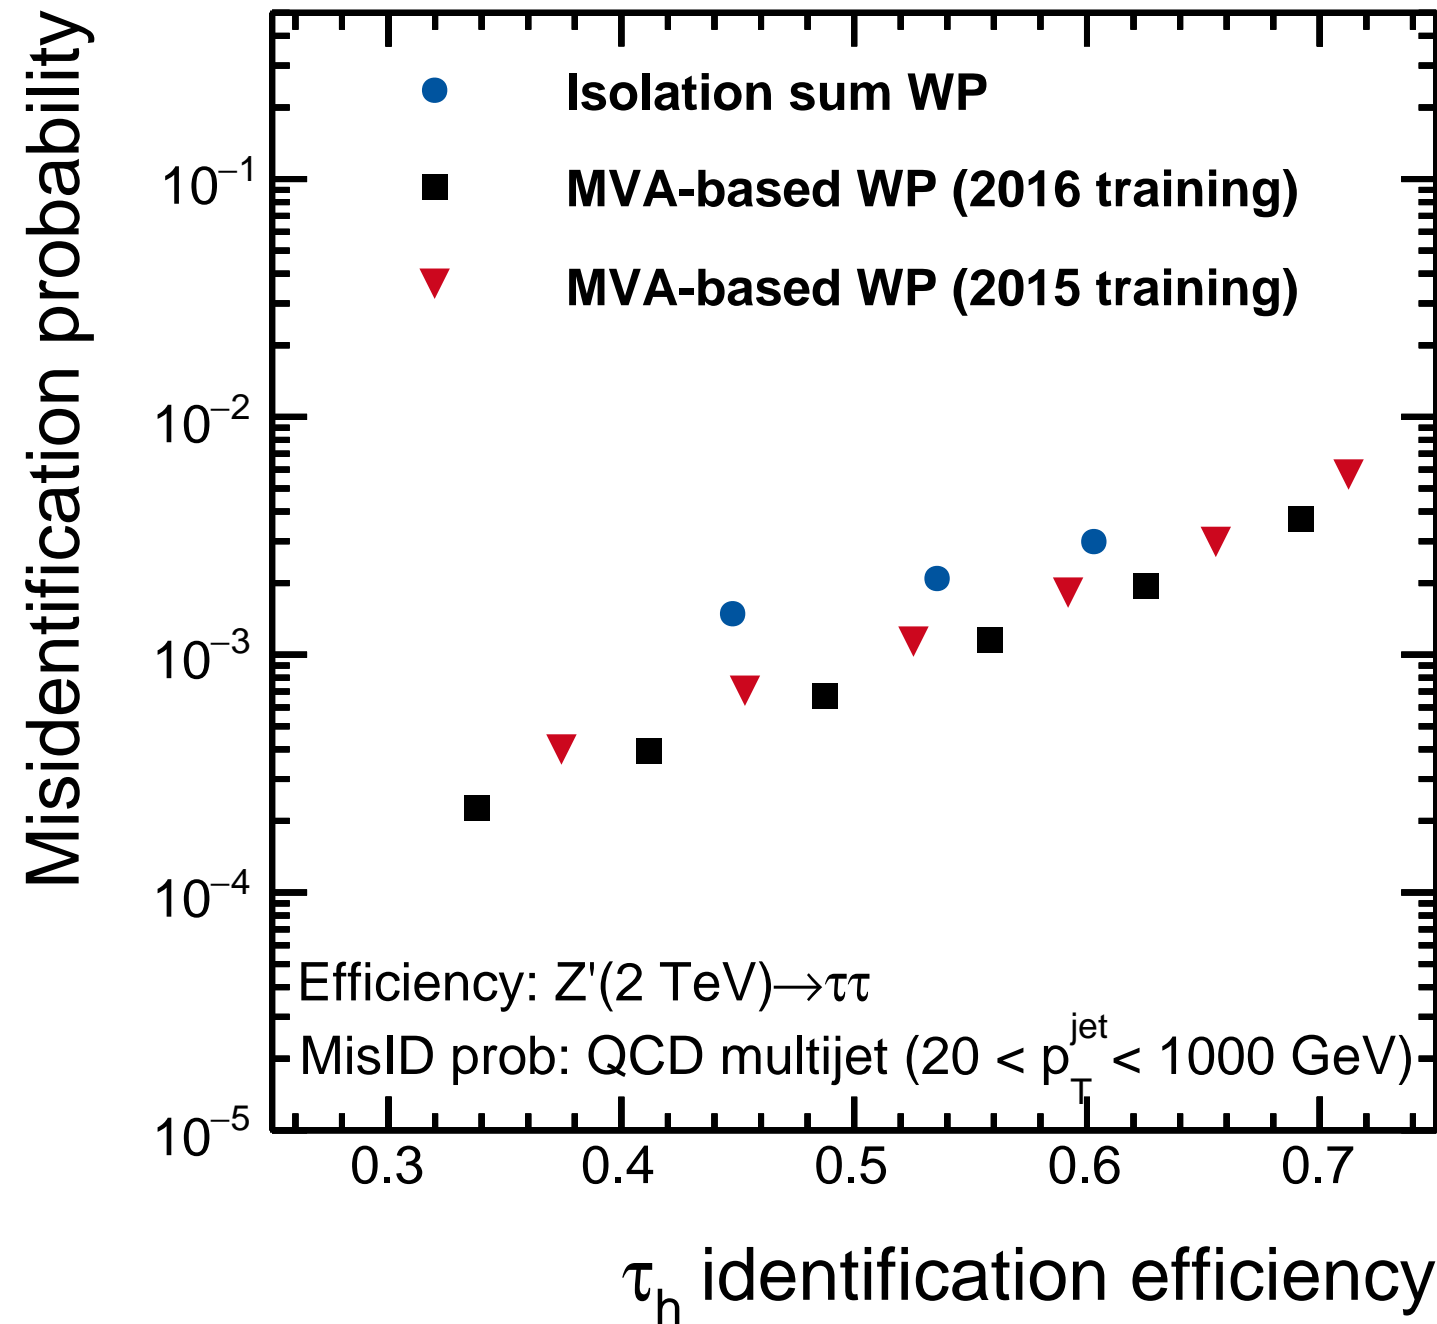 Misidentification probability
Isolation sum WP
MVA-based WP (2016 training)
MVA-based WP (2015 training)
10⁻¹
10⁻²
10⁻³
10⁻⁴
10⁻⁵
Efficiency: Z'(2 TeV)→ττ
MisID prob: QCD multijet (20 < p_T^jet < 1000 GeV)
0.3 0.4 0.5 0.6 0.7
τ_h identification efficiency